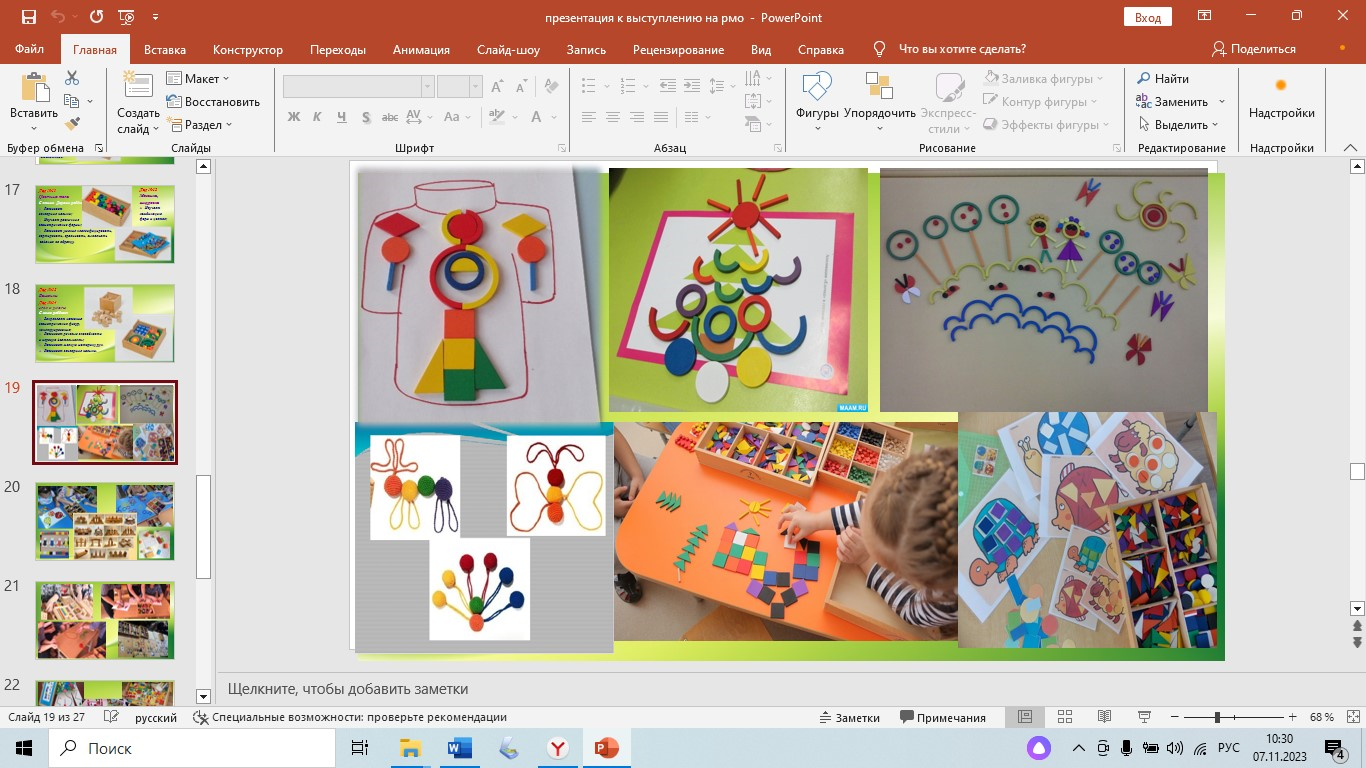 презентация к выступлению на рмо - PowerPoint
Вход
Файл Главная Вставка Конструктор Переходы Анимация Слайд-шоу Запись Рецензирование Вид Справка Что вы хотите сделать? Поделиться
Вставить
Создать слайд
Макет
Восстановить
Раздел
Ж К Ч S abc AV Aa A
Фигуры
Упорядочить
Экспресс-стили
Заливка фигуры
Контур фигуры
Эффекты фигуры
Найти
Заменить
Выделить
Надстройки
Буфер обмена Слайды Шрифт Абзац Рисование Редактирование Надстройки
17
18
19
20
21
22
MAAM.RU
Щелкните, чтобы добавить заметки
Слайд 19 из 27 русский Специальные возможности: проверьте рекомендации Заметки Примечания 68 %
Поиск
РУС
10:30
07.11.2023
4